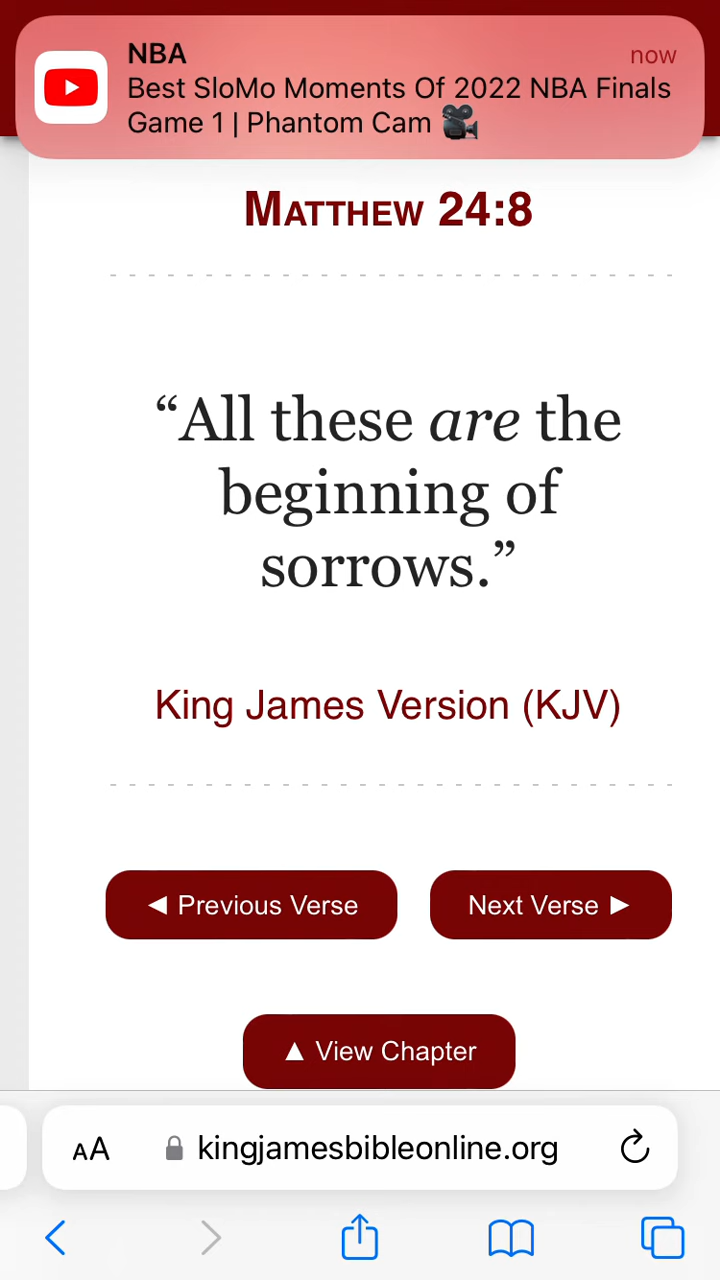 NBA
now
Best SloMo Moments Of 2022 NBA Finals
Game 1 | Phantom Cam 🎥
MATTHEW 24:8
“All these are the
beginning of
sorrows.”
King James Version (KJV)
◄ Previous Verse
Next Verse ►
▲ View Chapter
AA
kingjamesbibleonline.org